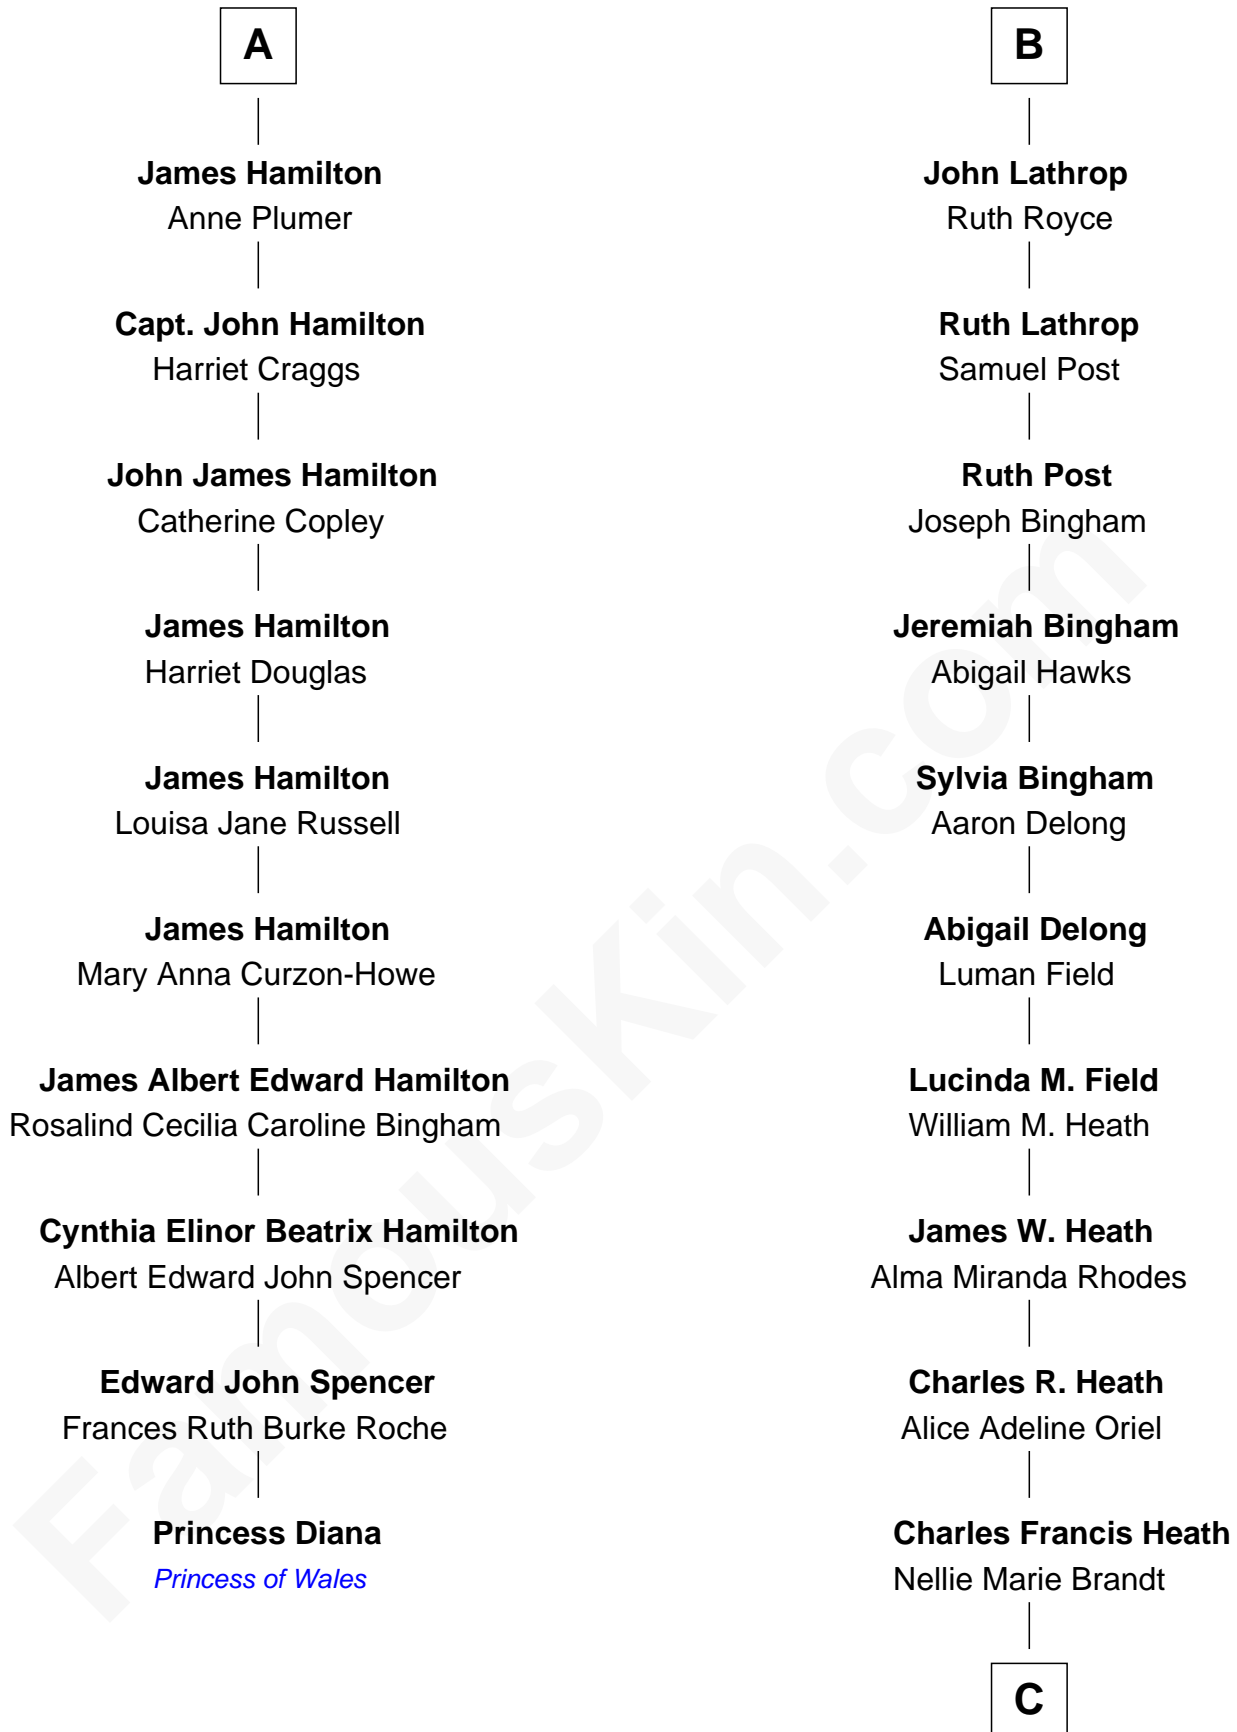 A
James Hamilton
Anne Plumer
Capt. John Hamilton
Harriet Craggs
John James Hamilton
Catherine Copley
James Hamilton
Harriet Douglas
James Hamilton
Louisa Jane Russell
James Hamilton
Mary Anna Curzon-Howe
James Albert Edward Hamilton
Rosalind Cecilia Caroline Bingham
Cynthia Elinor Beatrix Hamilton
Albert Edward John Spencer
Edward John Spencer
Frances Ruth Burke Roche
Princess Diana
Princess of Wales
B
John Lathrop
Ruth Royce
Ruth Lathrop
Samuel Post
Ruth Post
Joseph Bingham
Jeremiah Bingham
Abigail Hawks
Sylvia Bingham
Aaron Delong
Abigail Delong
Luman Field
Lucinda M. Field
William M. Heath
James W. Heath
Alma Miranda Rhodes
Charles R. Heath
Alice Adeline Oriel
Charles Francis Heath
Nellie Marie Brandt
C
FamousKin.com